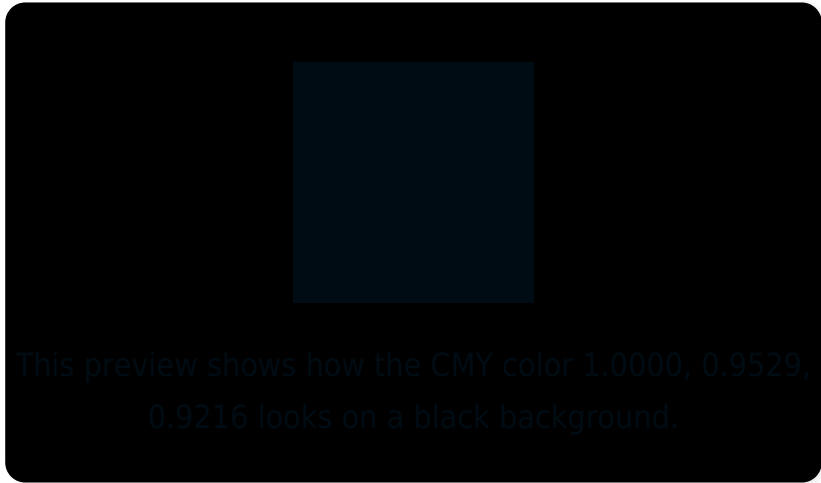 This preview shows how the CMY color 1.0000, 0.9529,
0.9216 looks on a black background.